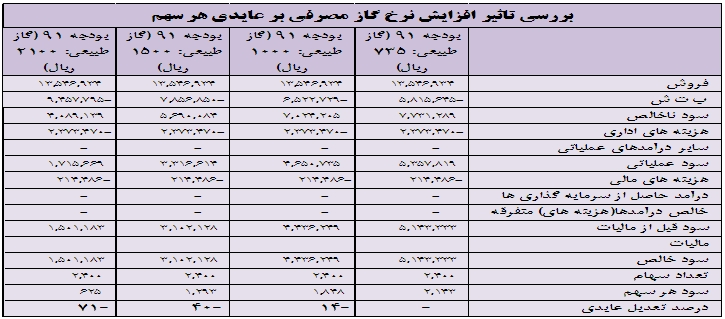 بررسی تاثیر افزایش نرخ گاز مصرفی بر عایدی هر سهم
بودجه ۹۱ (گاز طبیعی: ۷۳۵ ریال) بودجه ۹۱ (گاز طبیعی: ۱۰۰۰ ریال) بودجه ۹۱ (گاز طبیعی: ۱۵۰۰ ریال) بودجه ۹۱ (گاز طبیعی: ۲۱۰۰ ریال)
فروش ۱۳,۵۴۶,۹۳۴ ۱۳,۵۴۶,۹۳۴ ۱۳,۵۴۶,۹۳۴ ۱۳,۵۴۶,۹۳۴
ب ت ش -۵,۸۱۵,۶۴۵ -۶,۵۲۲,۷۲۹ -۷,۸۵۶,۸۵۰ -۹,۴۵۷,۷۹۵
سود ناخالص ۷,۷۳۱,۲۸۹ ۷,۰۲۴,۲۰۵ ۵,۶۹۰,۰۸۴ ۴,۰۸۹,۱۳۹
هزینه های اداری -۲,۳۷۳,۴۷۰ -۲,۳۷۳,۴۷۰ -۲,۳۷۳,۴۷۰ -۲,۳۷۳,۴۷۰
سایر درآمدهای عملیاتی - - - -
سود عملیاتی ۵,۳۵۷,۸۱۹ ۴,۶۵۰,۷۳۵ ۳,۳۱۶,۶۱۴ ۱,۷۱۵,۶۶۹
هزینه های مالی -۲۱۴,۴۸۶ -۲۱۴,۴۸۶ -۲۱۴,۴۸۶ -۲۱۴,۴۸۶
درآمد حاصل از سرمایه گذاری ها - - - -
خالص درآمدها(هزینه های) متفرقه - - - -
سود قبل از مالیات ۵,۱۴۳,۳۳۳ ۴,۴۳۶,۲۴۹ ۳,۱۰۲,۱۲۸ ۱,۵۰۱,۱۸۳
مالیات
سود خالص ۵,۱۴۳,۳۳۳ ۴,۴۳۶,۲۴۹ ۳,۱۰۲,۱۲۸ ۱,۵۰۱,۱۸۳
تعداد سهام ۲,۴۰۰ ۲,۴۰۰ ۲,۴۰۰ ۲,۴۰۰
سود هر سهم ۲,۱۴۳ ۱,۸۴۸ ۱,۲۹۳ ۶۲۵
درصد تعدیل عایدی - -۱۴ -۴۰ -۷۱